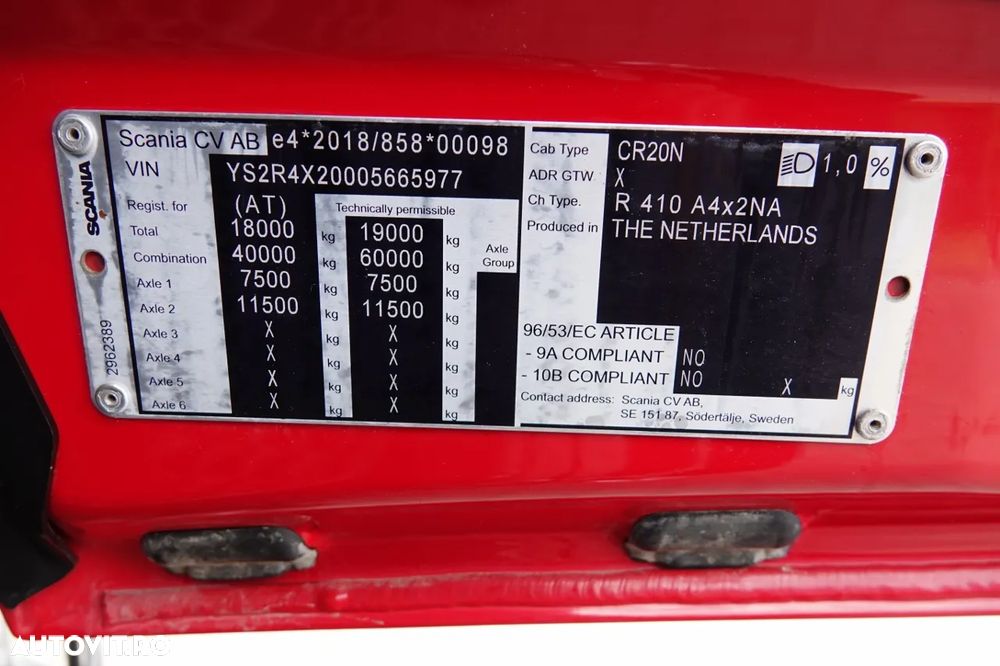 Scania CV AB e4*2018/858*00098
VIN YS2R4X20005665977
Regist. for (AT) Technically permissible
Total 18000 kg 19000 kg
Combination 40000 kg 60000 kg Axle Group
Axle 1 7500 kg 7500 kg
Axle 2 11500 kg 11500 kg
Axle 3 X kg X kg
Axle 4 X kg X kg
Axle 5 X kg X kg
Axle 6 X kg X kg
Cab Type CR20N 1,0 %
ADR GTW X
Ch Type. R 410 A4x2NA
Produced in THE NETHERLANDS
96/53/EC ARTICLE
- 9A COMPLIANT NO
- 10B COMPLIANT NO X kg
Contact address: Scania CV AB,
SE 151 87, Södertälje, Sweden
SCANIA
2962389
AUTOVIT.RO